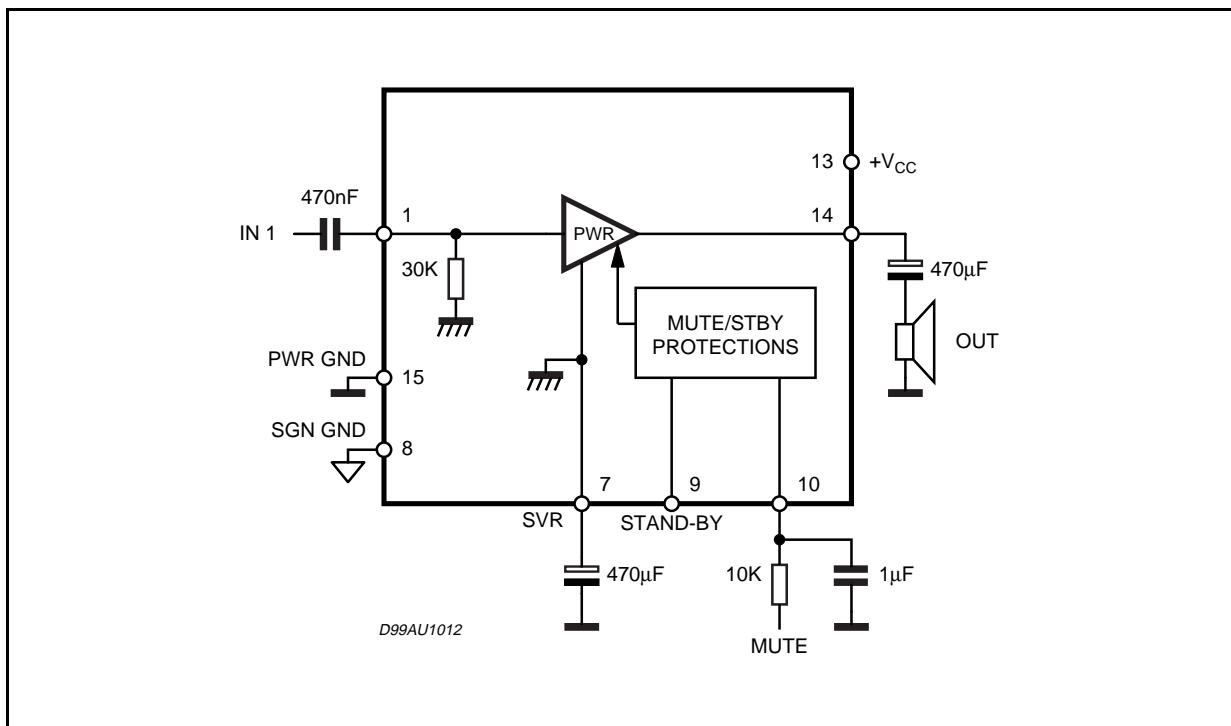 13
+VCC
470nF
1
14
IN 1
PWR
30K
470µF
MUTE/STBY
PROTECTIONS
OUT
PWR GND
15
SGN GND
8
7
9
10
SVR
STAND-BY
470µF
10K
1µF
D99AU1012
MUTE